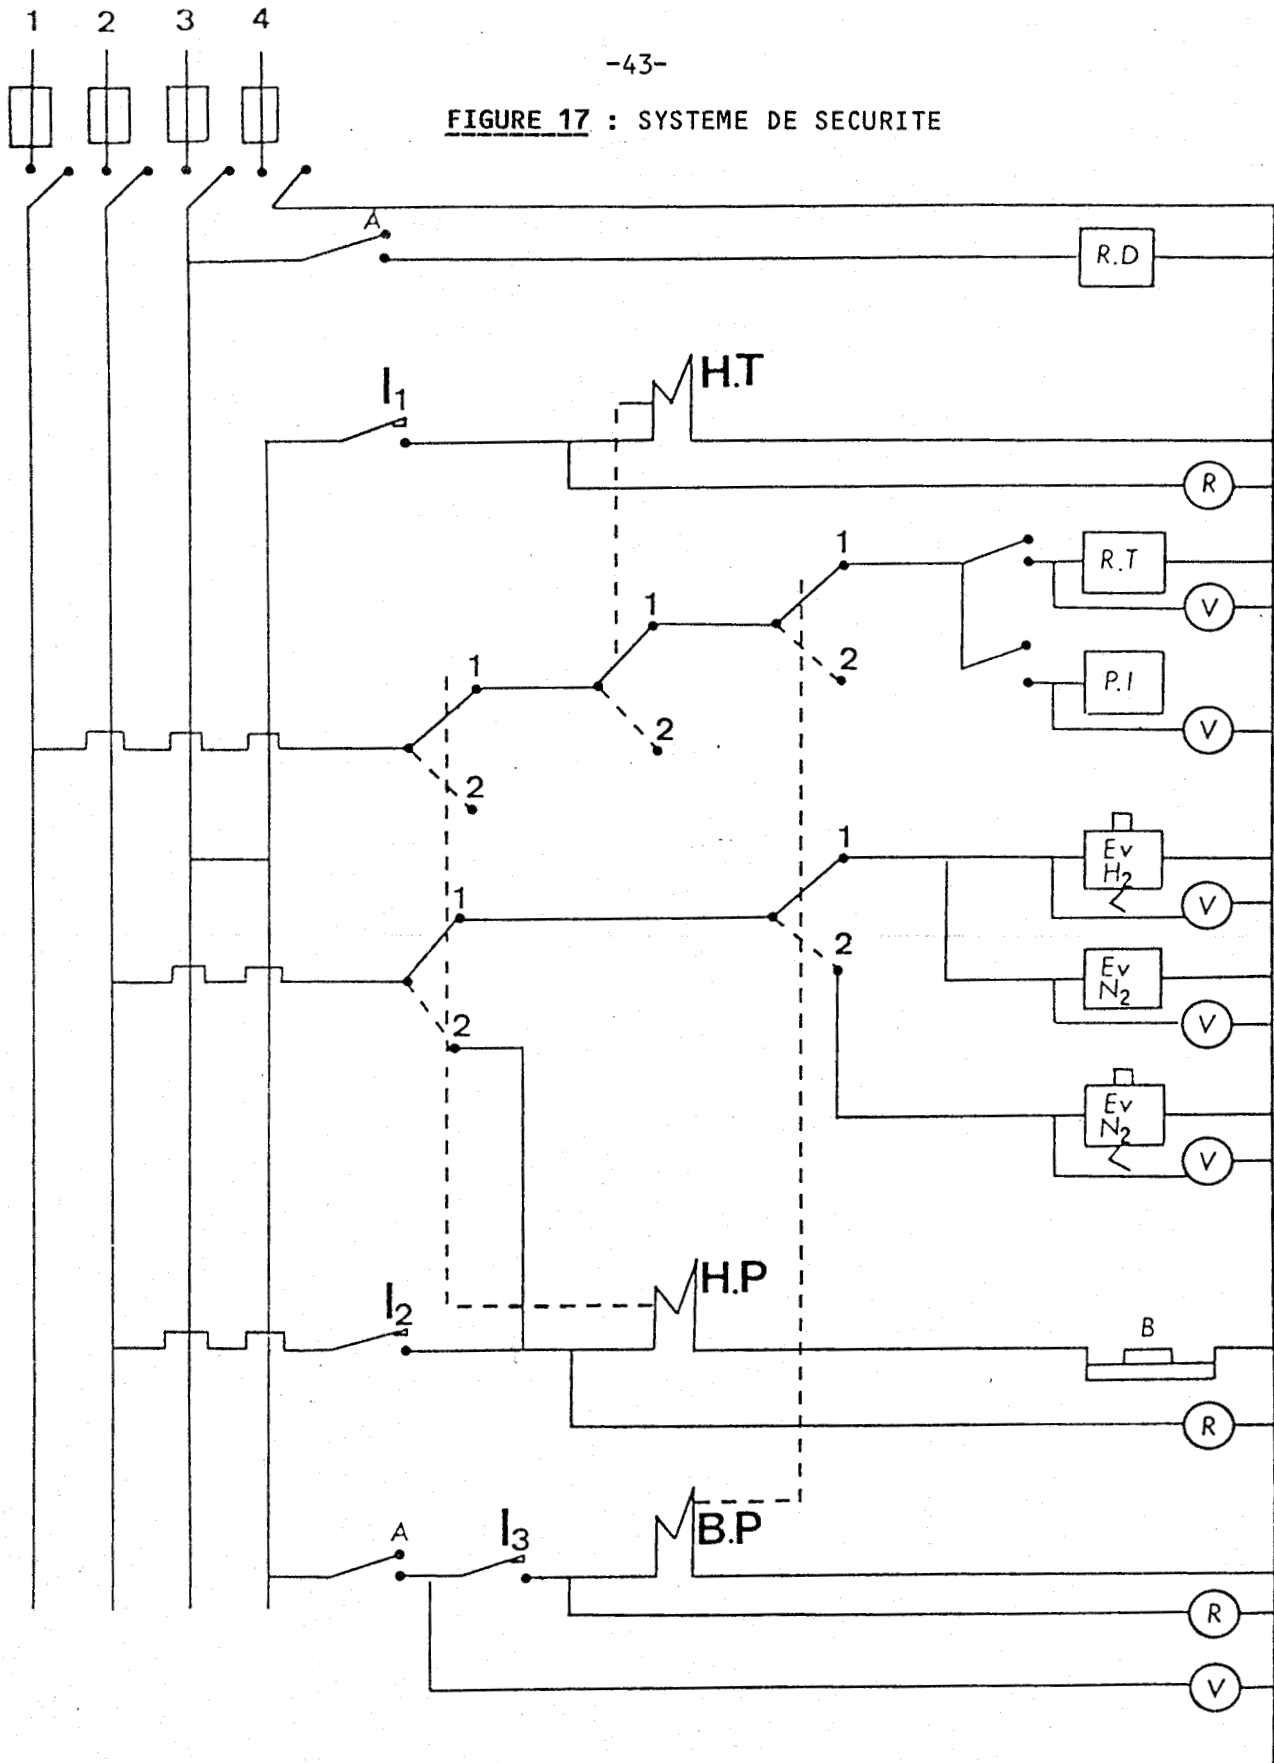 1 2 3 4
-43-
FIGURE 17 : SYSTEME DE SECURITE
A
R.D
I1
H.T
R
1
R.T
1
V
1
2
P.I
2
V
2
1
Ev
H2
1
V
2
Ev
N2
2
V
Ev
N2
V
H.P
I2
B
R
B.P
A
I3
R
V